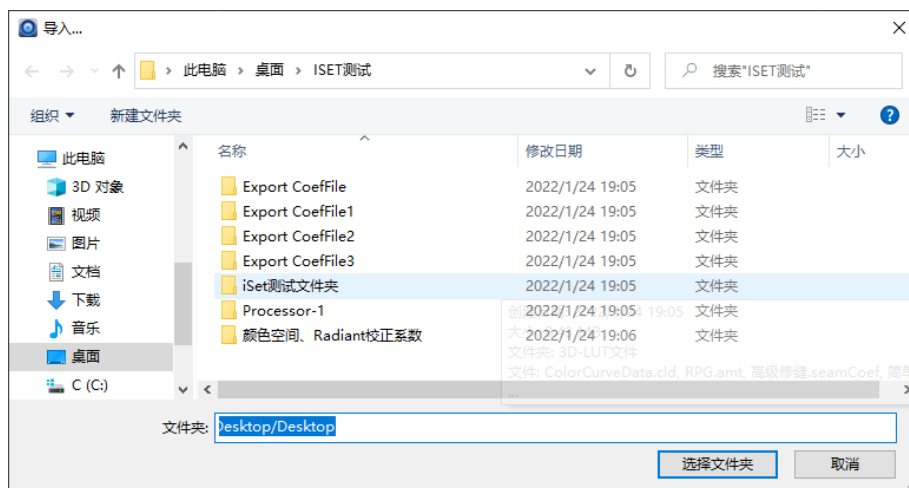 导入...
此电脑 › 桌面 › ISET测试
搜索"ISET测试"
组织
新建文件夹
此电脑
3D 对象
视频
图片
文档
下载
音乐
桌面
C (C:)
名称 修改日期 类型 大小
Export CoefFile 2022/1/24 19:05 文件夹
Export CoefFile1 2022/1/24 19:05 文件夹
Export CoefFile2 2022/1/24 19:05 文件夹
Export CoefFile3 2022/1/24 19:05 文件夹
iSet测试文件夹 2022/1/24 19:05 文件夹
Processor-1 2022/1/24 19:05 文件夹
颜色空间、Radiant校正系数 2022/1/24 19:06 文件夹
文件夹: 3D-LUT文件
文件: ColorCurveData.cld, RPG.amt, 高级修缝.seamCoef, 简单
...
文件夹: Desktop/Desktop
选择文件夹
取消